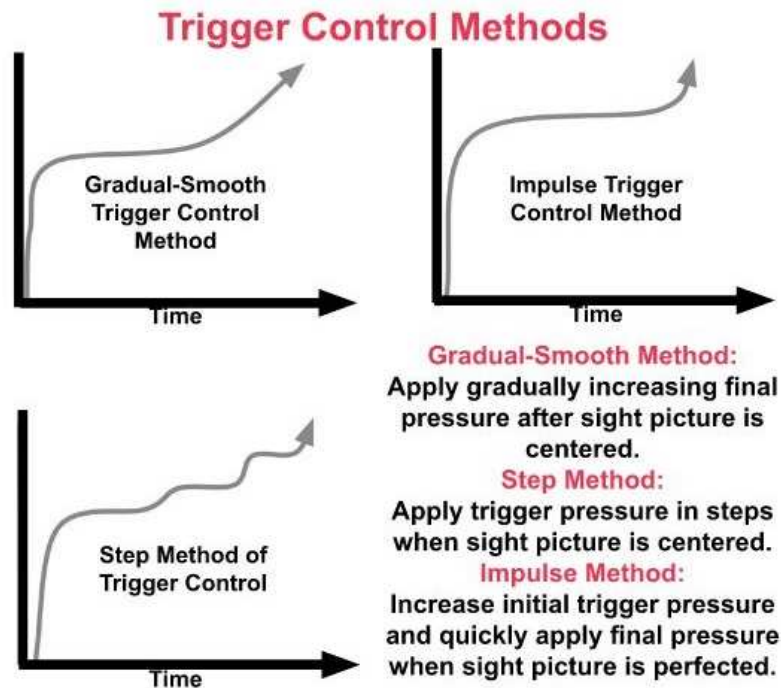 Trigger Control Methods
Gradual-Smooth
Trigger Control
Method
Time
Impulse Trigger
Control Method
Time
Step Method of
Trigger Control
Time
Gradual-Smooth Method:
Apply gradually increasing final
pressure after sight picture is
centered.
Step Method:
Apply trigger pressure in steps
when sight picture is centered.
Impulse Method:
Increase initial trigger pressure
and quickly apply final pressure
when sight picture is perfected.